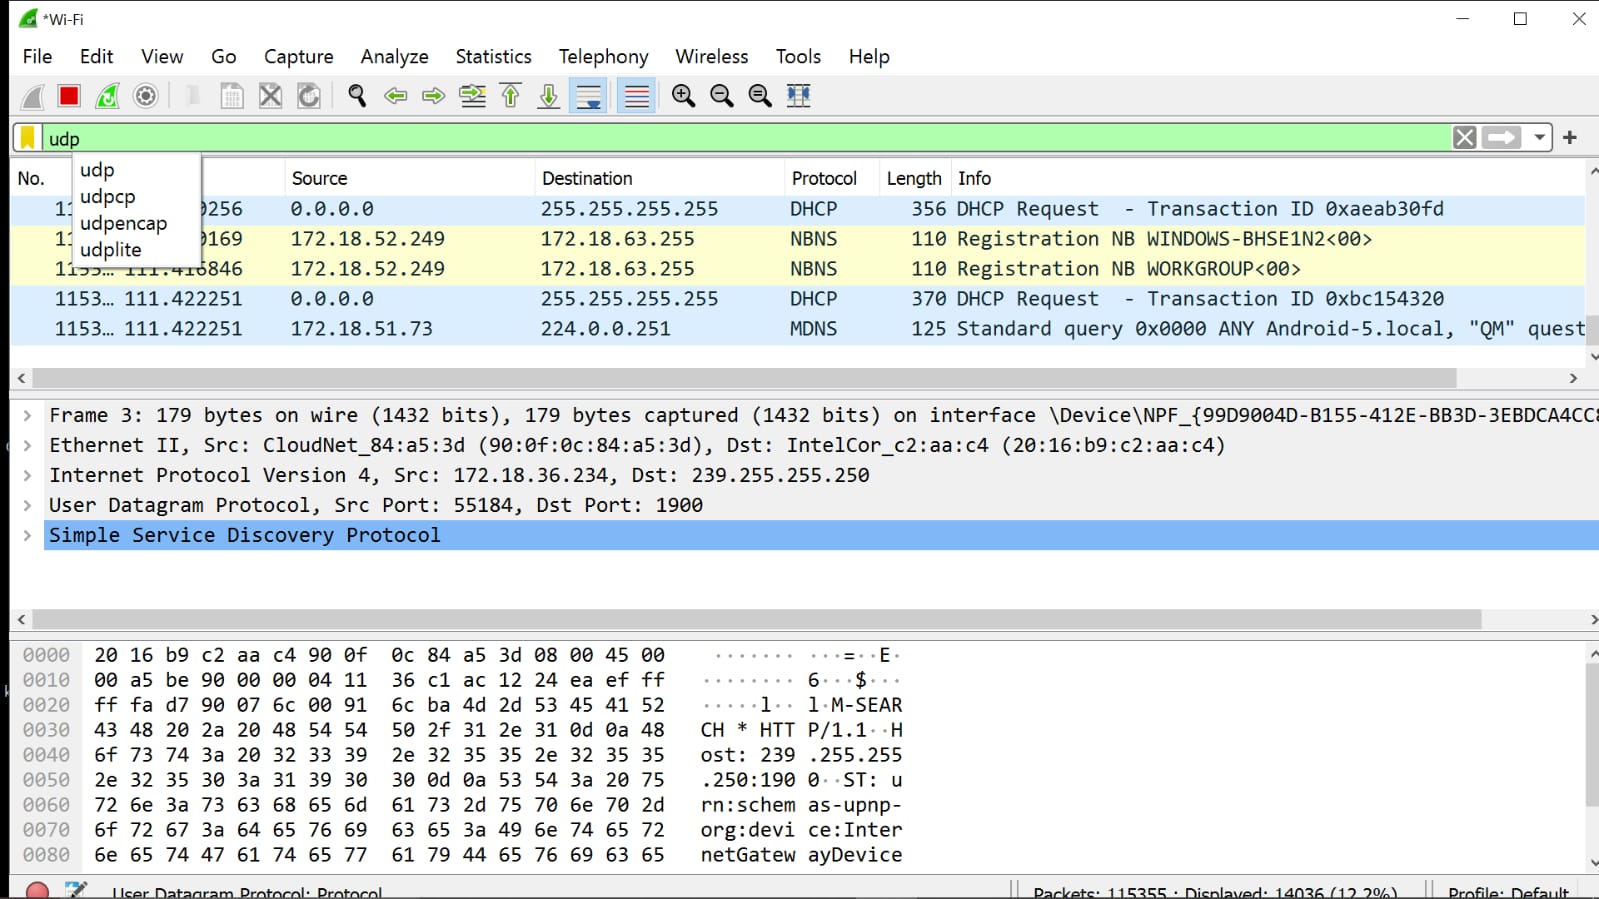 *Wi-Fi
File Edit View Go Capture Analyze Statistics Telephony Wireless Tools Help
udp
udp
udpcp
udpencap
udplite
No. Source Destination Protocol Length Info
11 0256 0.0.0.0 255.255.255.255 DHCP 356 DHCP Request - Transaction ID 0xaeab30fd
11 0169 172.18.52.249 172.18.63.255 NBNS 110 Registration NB WINDOWS-BHSE1N2<00>
1153… 111.416846 172.18.52.249 172.18.63.255 NBNS 110 Registration NB WORKGROUP<00>
1153… 111.422251 0.0.0.0 255.255.255.255 DHCP 370 DHCP Request - Transaction ID 0xbc154320
1153… 111.422251 172.18.51.73 224.0.0.251 MDNS 125 Standard query 0x0000 ANY Android-5.local, "QM" quest
Frame 3: 179 bytes on wire (1432 bits), 179 bytes captured (1432 bits) on interface \Device\NPF_{99D9004D-B155-412E-BB3D-3EBDCA4CC8
Ethernet II, Src: CloudNet_84:a5:3d (90:0f:0c:84:a5:3d), Dst: IntelCor_c2:aa:c4 (20:16:b9:c2:aa:c4)
Internet Protocol Version 4, Src: 172.18.36.234, Dst: 239.255.255.250
User Datagram Protocol, Src Port: 55184, Dst Port: 1900
Simple Service Discovery Protocol
0000 20 16 b9 c2 aa c4 90 0f 0c 84 a5 3d 08 00 45 00 ······· ···=··E·
0010 00 a5 be 90 00 00 04 11 36 c1 ac 12 24 ea ef ff ········ 6···$···
0020 ff fa d7 90 07 6c 00 91 6c ba 4d 2d 53 45 41 52 ·····l·· l·M-SEAR
0030 43 48 20 2a 20 48 54 54 50 2f 31 2e 31 0d 0a 48 CH * HTT P/1.1··H
0040 6f 73 74 3a 20 32 33 39 2e 32 35 35 2e 32 35 35 ost: 239 .255.255
0050 2e 32 35 30 3a 31 39 30 30 0d 0a 53 54 3a 20 75 .250:190 0··ST: u
0060 72 6e 3a 73 63 68 65 6d 61 73 2d 75 70 6e 70 2d rn:schem as-upnp-
0070 6f 72 67 3a 64 65 76 69 63 65 3a 49 6e 74 65 72 org:devi ce:Inter
0080 6e 65 74 47 61 74 65 77 61 79 44 65 76 69 63 65 netGatew ayDevice
User Datagram Protocol: Protocol Packets: 115355 · Displayed: 14036 (12.2%) Profile: Default